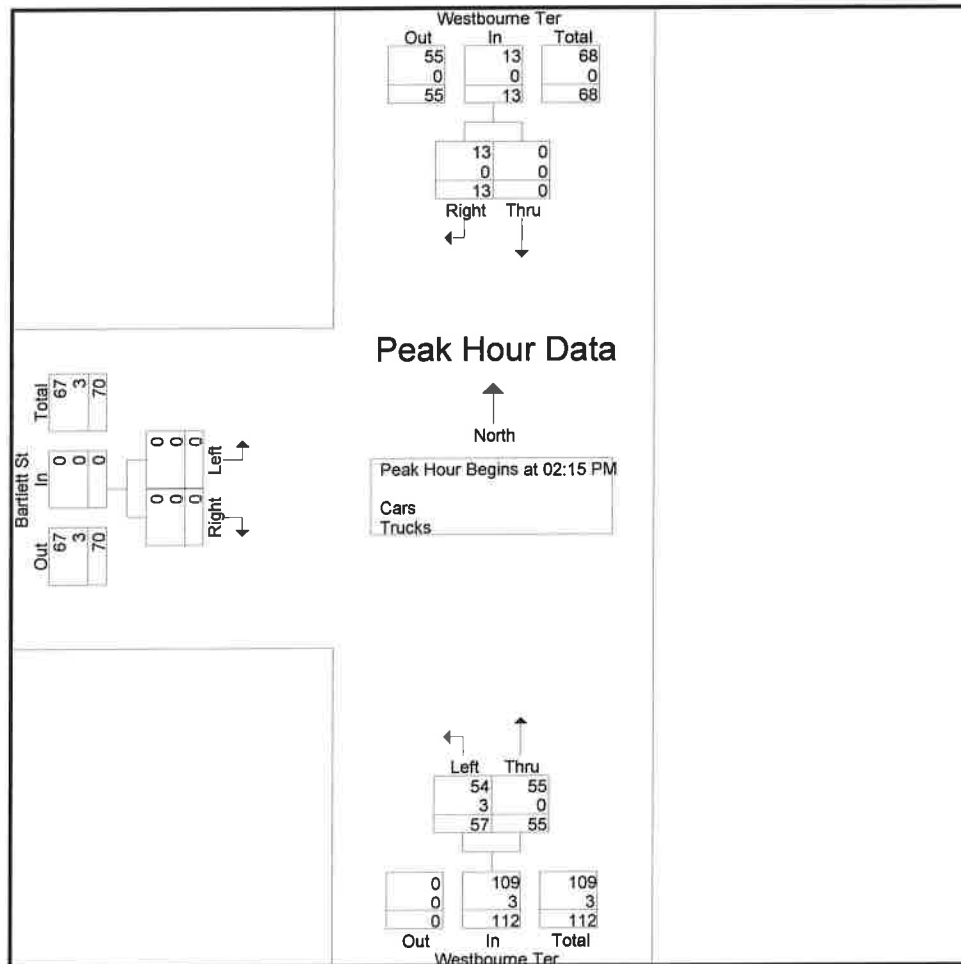 Westbourne Ter
Out In Total
55 13 68
0 0 0
55 13 68
13 0
0 0
13 0
Right Thru
Peak Hour Data
North
Peak Hour Begins at 02:15 PM
Cars
Trucks
Bartlett St
Out In Total
67 0 67
3 0 3
70 0 70
Right Left
0 0
0 0
0 0
Left Thru
54 55
3 0
57 55
0 109 109
0 3 3
0 112 112
Out In Total
Westbourne Ter